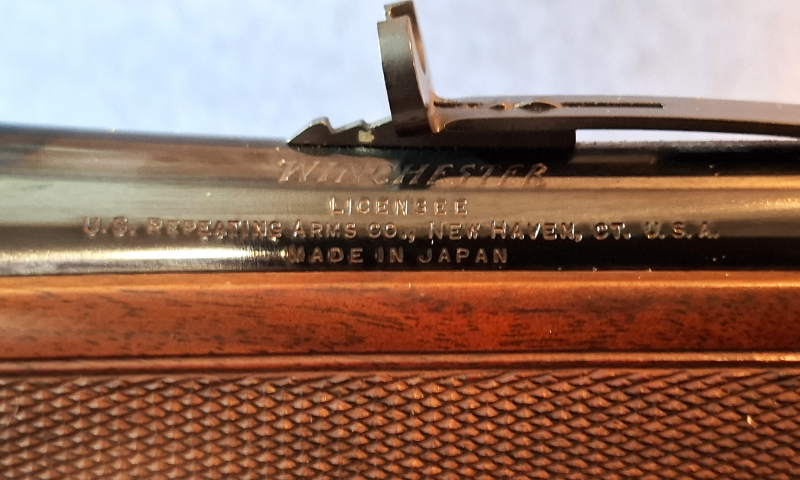 WINCHESTER
LICENSEE
U.S. REPEATING ARMS CO., NEW HAVEN, CT. U.S.A.
MADE IN JAPAN